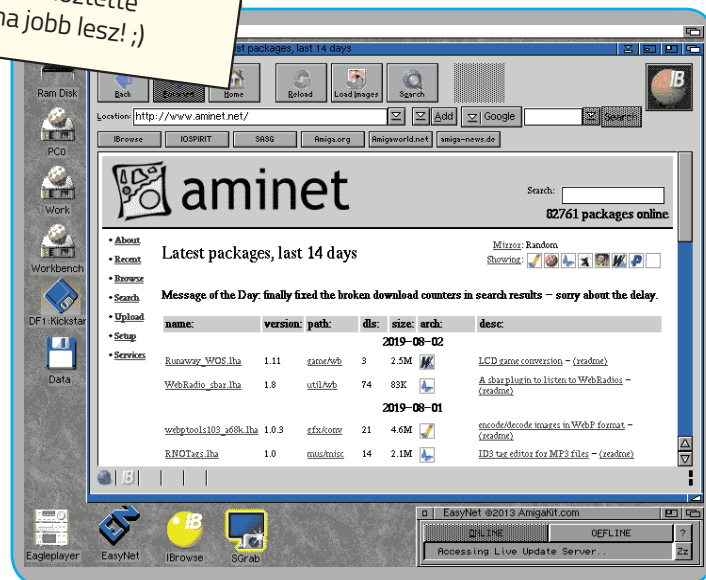 na jobb lesz! ;)
st packages, last 14 days
Ram Disk
PC0
Work
Workbench
DF1:Kickstar
Data
Back
Home
Reload
Load Images
Search
IB
Location: http://www.aminet.net/
Add
Google
Search
IBrowse
IOSPIRIT
SASG
Amiga.org
Amigaworld.net
amiga-news.de
aminet
Search:
82761 packages online
• About
• Recent
• Browse
• Search
• Upload
• Setup
• Services
Latest packages, last 14 days
Mirror: Random
Showing:
Message of the Day: finally fixed the broken download counters in search results – sorry about the delay.
name: version: path: dls: size: arch: desc:
2019-08-02
Runaway_WOS.lha 1.11 game/wb 3 2.5M LCD game conversion – (readme)
WebRadio_sbar.lha 1.8 util/wb 74 83K A sbar plugin to listen to WebRadios –
(readme)
2019-08-01
webptools103_a68k.lha 1.0.3 gfx/conv 21 4.6M encode/decode images in WebP format –
(readme)
RNOTags.lha 1.0 mus/misc 14 2.1M ID3 tag editor for MP3 files – (readme)
IB
Eagleplayer
EN
EasyNet
IB
IBrowse
SGrab
EasyNet ©2013 AmigaKit.com
ONLINE
OFFLINE
?
Accessing Live Update Server..
Zz